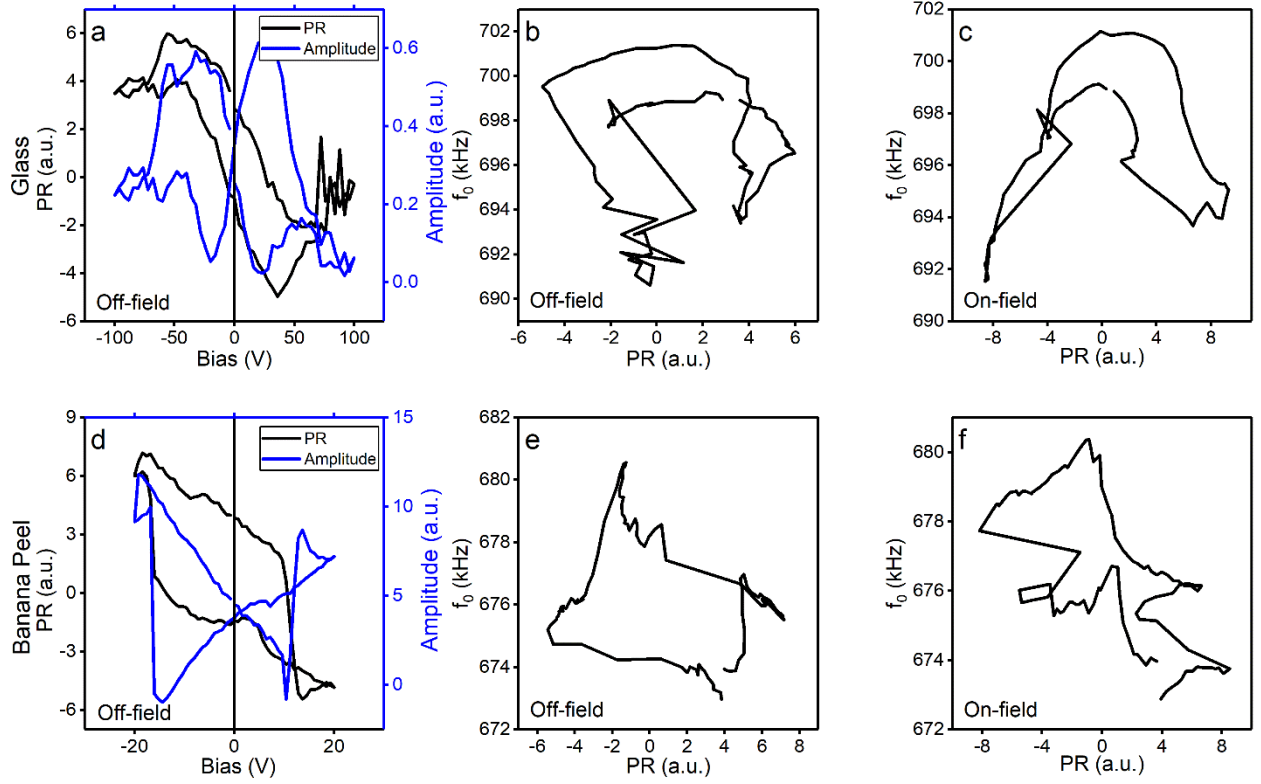 a
PR
Amplitude
Glass
PR (a.u.)
6
4
2
0
-2
-4
-6
0.6
0.4
0.2
0.0
Amplitude (a.u.)
Off-field
-100 -50 0 50 100
Bias (V)
b
f0 (kHz)
702
700
698
696
694
692
690
Off-field
-6 -4 -2 0 2 4 6
PR (a.u.)
c
f0 (kHz)
702
700
698
696
694
692
690
On-field
-8 -4 0 4 8
PR (a.u.)
d
PR
Amplitude
Banana Peel
PR (a.u.)
9
6
3
0
-3
-6
15
10
5
0
Amplitude (a.u.)
Off-field
-20 0 20
Bias (V)
e
f0 (kHz)
682
680
678
676
674
672
Off-field
-6 -4 -2 0 2 4 6 8
PR (a.u.)
f
f0 (kHz)
680
678
676
674
672
On-field
-8 -4 0 4 8
PR (a.u.)